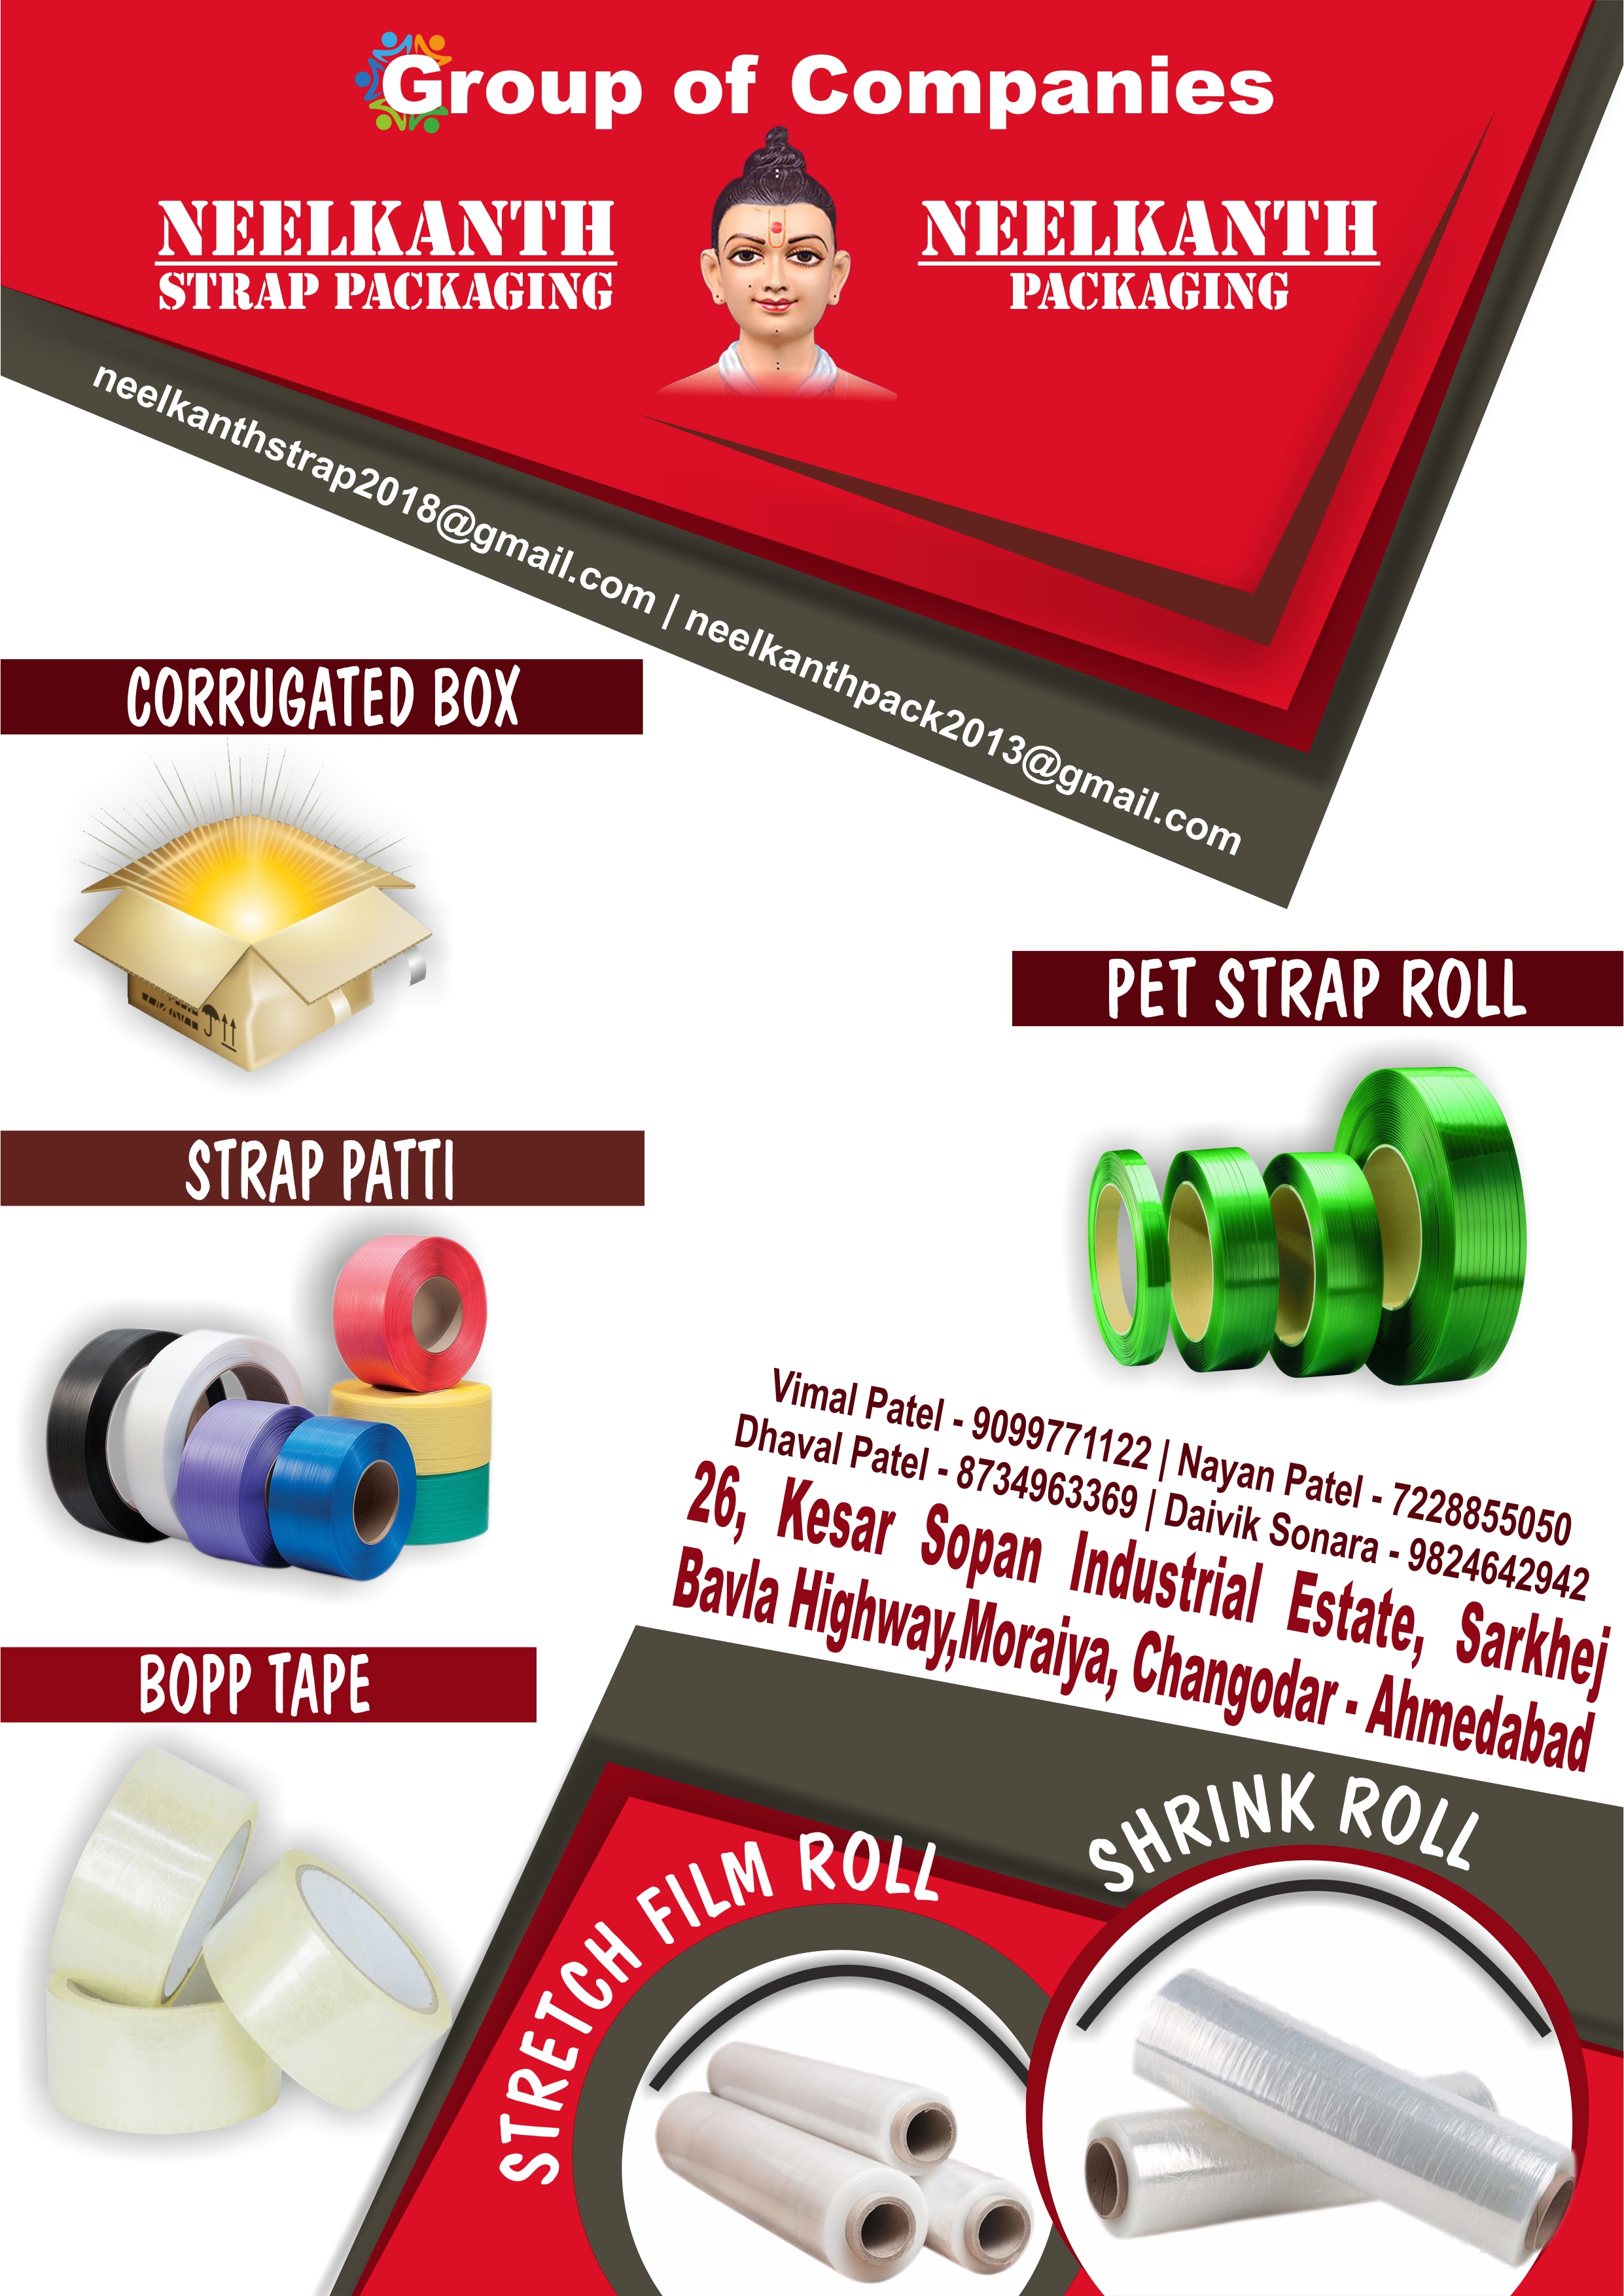 Group of Companies
NEELKANTH
STRAP PACKAGING
NEELKANTH
PACKAGING
neelkanthstrap2018@gmail.com | neelkanthpack2013@gmail.com
CORRUGATED BOX
PET STRAP ROLL
STRAP PATTI
Vimal Patel - 9099771122 | Nayan Patel - 7228855050
Dhaval Patel - 8734963369 | Daivik Sonara - 9824642942
26, Kesar Sopan Industrial Estate, Sarkhej
Bavla Highway,Moraiya, Changodar - Ahmedabad
BOPP TAPE
STRETCH FILM ROLL
SHRINK ROLL